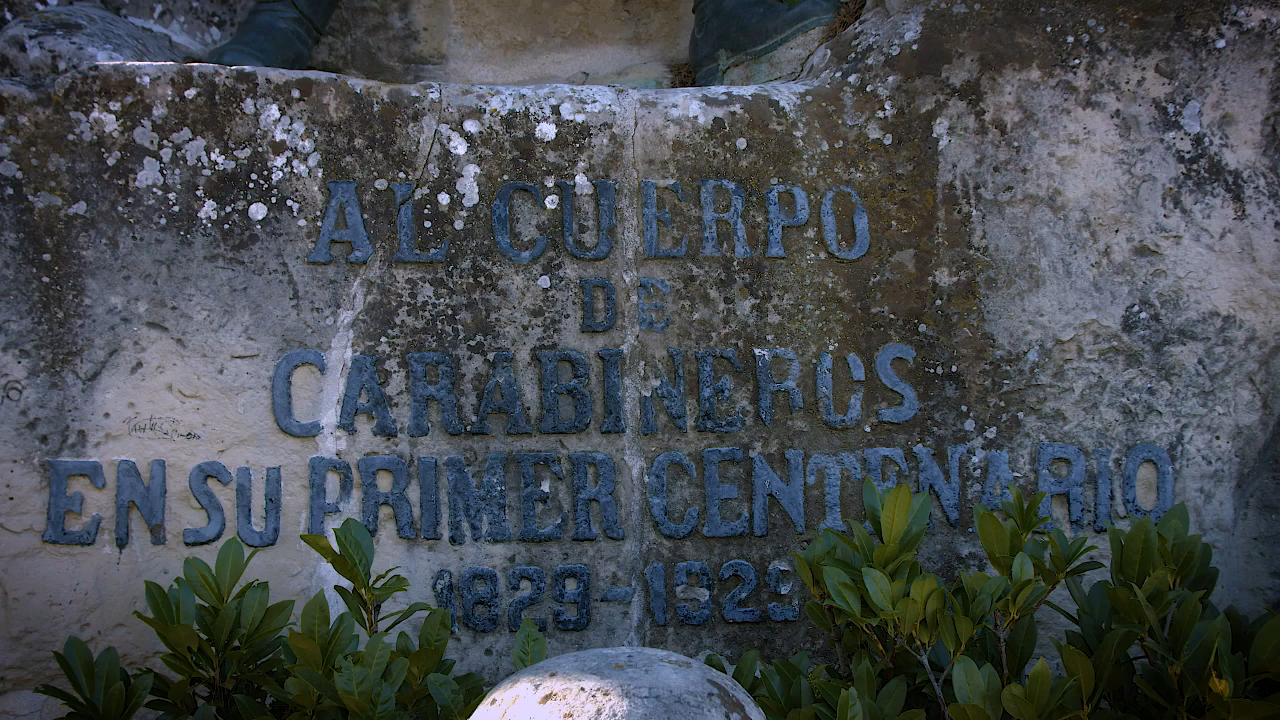 AL CUERPO
DE
CARABINEROS
EN SU PRIMER CENTENARIO
1829-1929